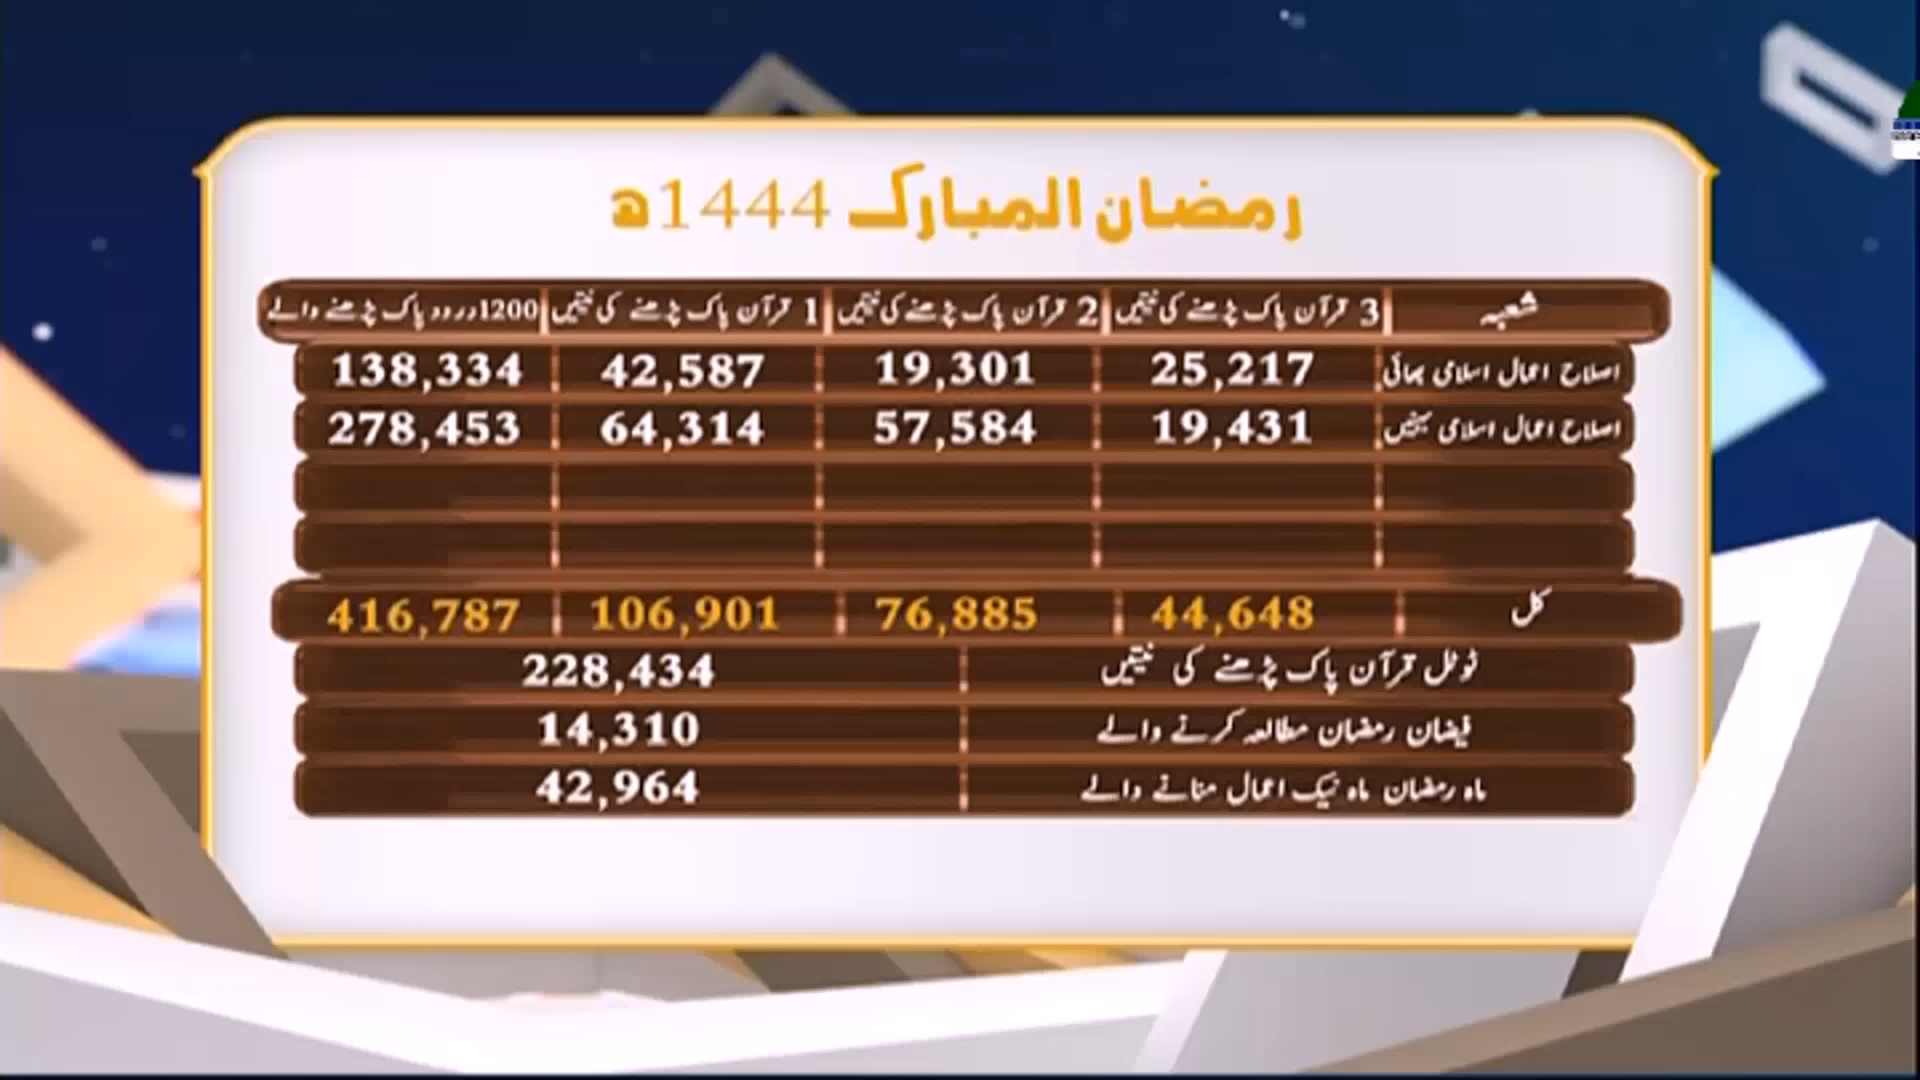 رمضان المبارک 1444ھ
شعبہ 3 قرآن پاک پڑھنے کی نیتیں 2 قرآن پاک پڑھنے کی نیتیں 1 قرآن پاک پڑھنے کی نیتیں 1200 درود پاک پڑھنے والے
اصلاح اعمال اسلامی بھائی 25,217 19,301 42,587 138,334
اصلاح اعمال اسلامی بہنیں 19,431 57,584 64,314 278,453
کل 44,648 76,885 106,901 416,787
ٹوٹل قرآن پاک پڑھنے کی نیتیں 228,434
فیضان رمضان مطالعہ کرنے والے 14,310
ماہ رمضان ماہ نیک اعمال منانے والے 42,964